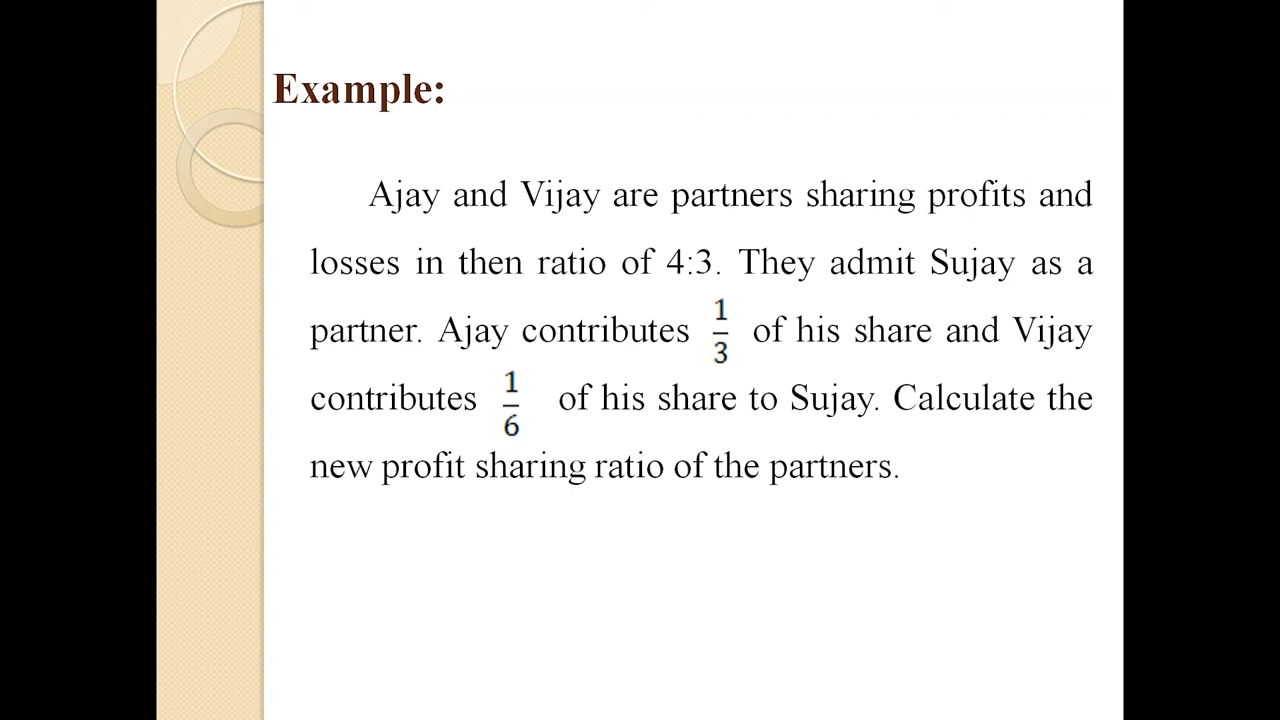 Example:
Ajay and Vijay are partners sharing profits and
losses in then ratio of 4:3. They admit Sujay as a
partner. Ajay contributes 1/3 of his share and Vijay
contributes 1/6 of his share to Sujay. Calculate the
new profit sharing ratio of the partners.